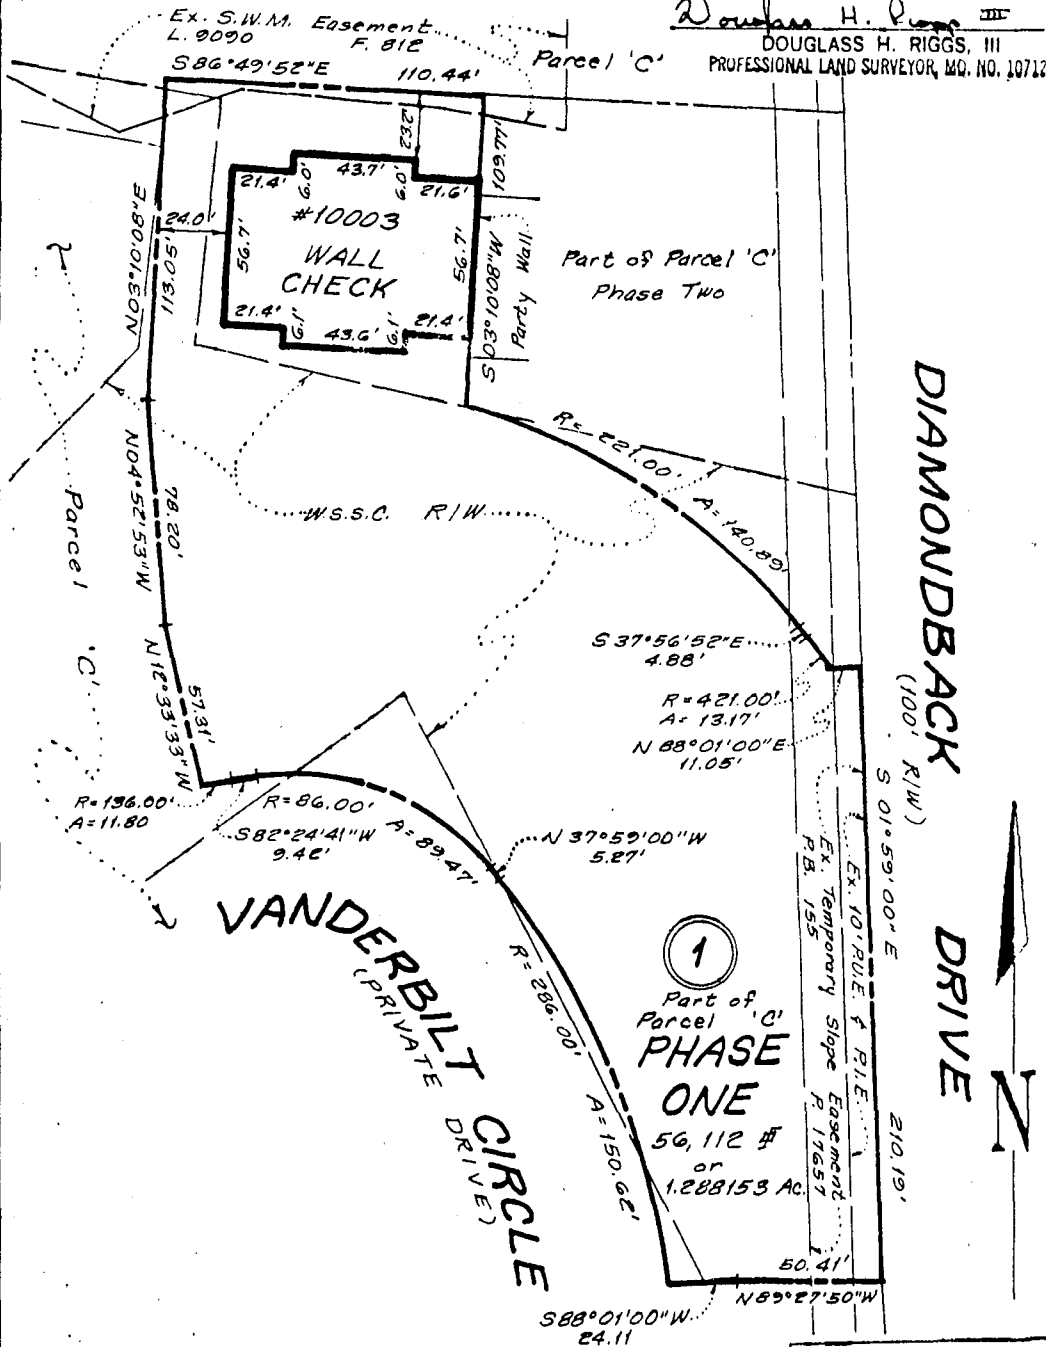 Ex. S.W.M. Easement
L. 9090 F. 812
S86°49'52"E 110.44'
Parcel 'C'
Douglass H. Riggs III
DOUGLASS H. RIGGS, III
PROFESSIONAL LAND SURVEYOR, MD. NO. 10712
23.2
109.77'
21.4'
6.0'
43.7'
6.0'
21.6'
#10003
WALL
CHECK
24.0'
56.7'
56.7'
21.4'
6.1'
43.6'
6.1'
21.4'
N03°10'08"E
113.05'
S03°10'08"W
Party Wall
Part of Parcel 'C'
Phase Two
R= 221.00'
A= 140.89'
W.S.S.C. R/W
Parcel 'C'
78.20'
N04°52'53"W
57.31'
N12°33'33"W
S37°56'52"E
4.88'
R=421.00'
A= 13.17'
N 88°01'00"E
11.05'
DIAMONDBACK DRIVE
(100' R/W)
S 01°59'00"E 210.19'
R=136.00'
A=11.80
S82°24'41"W
9.42'
R=86.00'
A=89.47'
N 37°59'00"W
5.27'
Ex. 10' P.U.E. & P.I.E.
Ex. Temporary Slope Easement
P.B. 155 P. 17657
VANDERBILT CIRCLE
(PRIVATE DRIVE)
R=286.00'
A=150.62'
1
Part of
Parcel 'C'
PHASE
ONE
56,112
or
1.288153 Ac.
N
50.41'
N89°27'50"W
S88°01'00"W
24.11